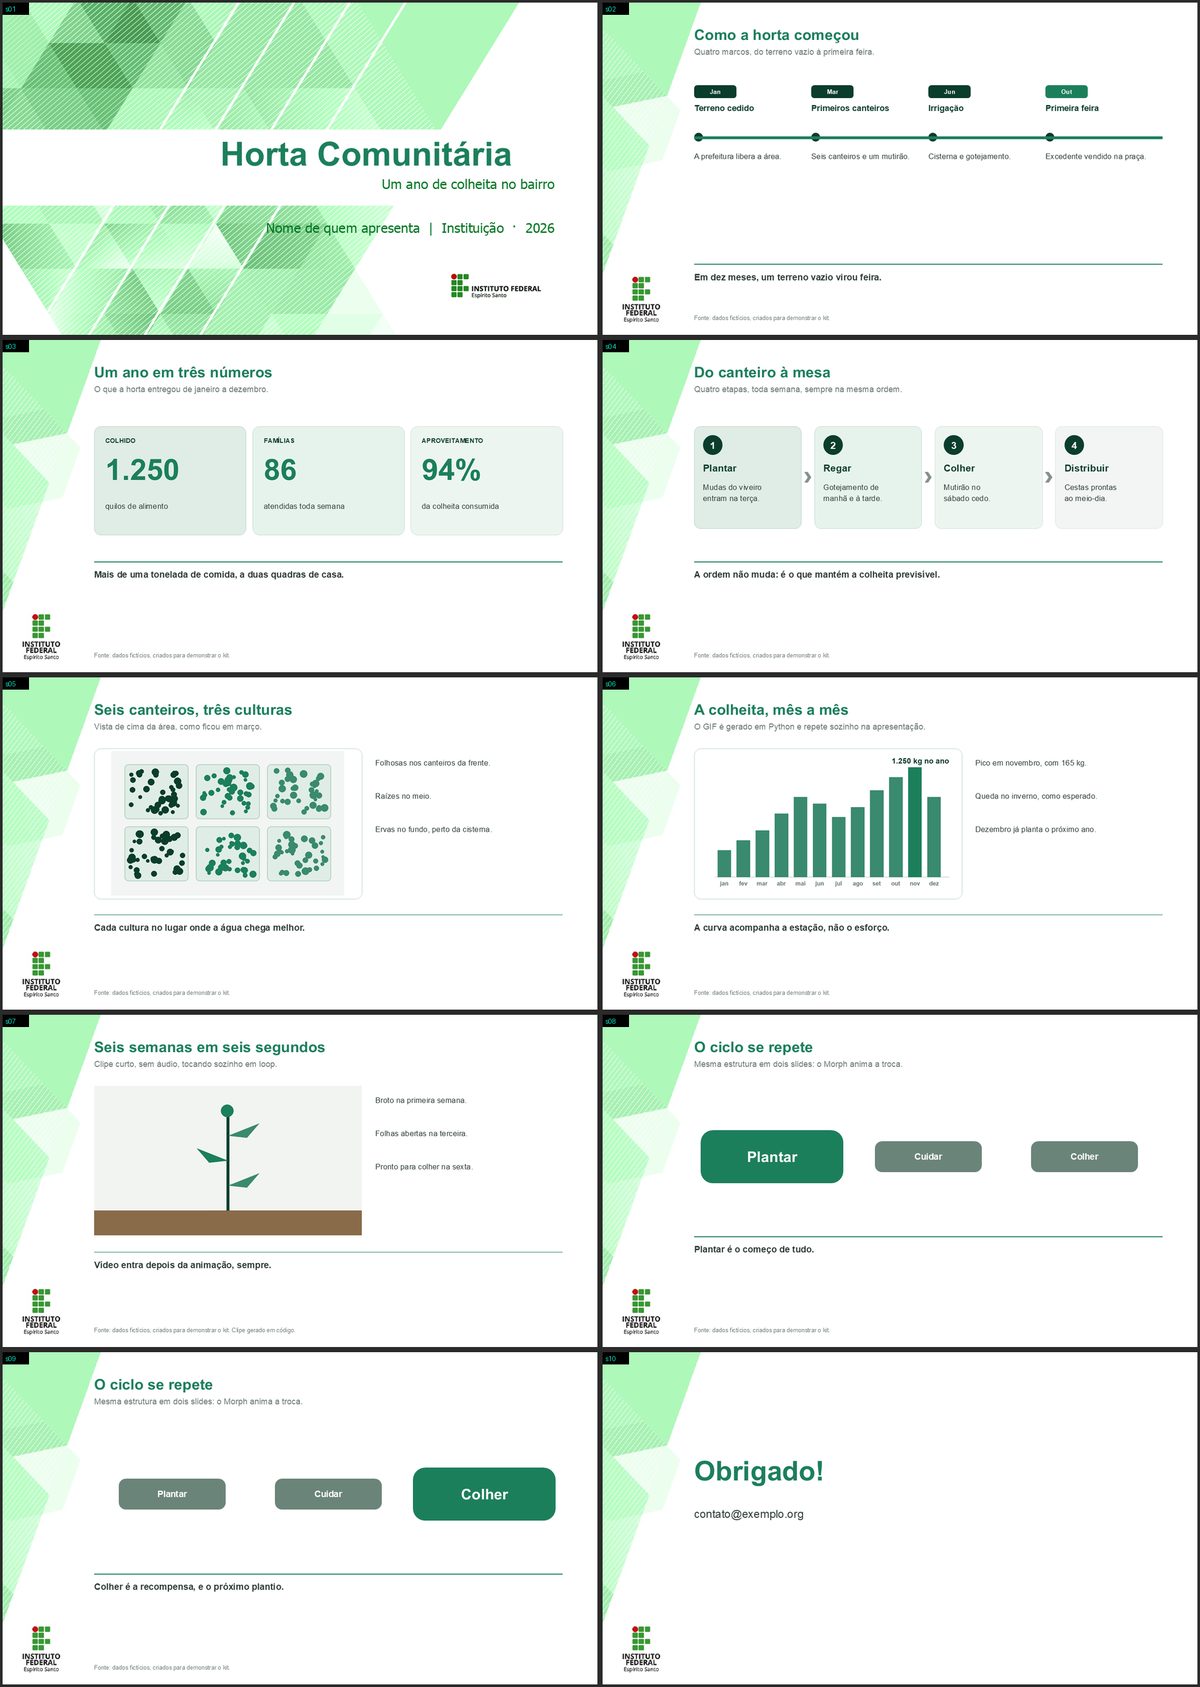 s01
Horta Comunitária
Um ano de colheita no bairro
Nome de quem apresenta | Instituição · 2026
INSTITUTO FEDERAL
Espírito Santo
s02
Como a horta começou
Quatro marcos, do terreno vazio à primeira feira.
Jan
Mar
Jun
Out
Terreno cedido
Primeiros canteiros
Irrigação
Primeira feira
A prefeitura libera a área.
Seis canteiros e um mutirão.
Cisterna e gotejamento.
Excedente vendido na praça.
Em dez meses, um terreno vazio virou feira.
INSTITUTO
FEDERAL
Espírito Santo
Fonte: dados fictícios, criados para demonstrar o kit.
s03
Um ano em três números
O que a horta entregou de janeiro a dezembro.
COLHIDO
1.250
quilos de alimento
FAMÍLIAS
86
atendidas toda semana
APROVEITAMENTO
94%
da colheita consumida
Mais de uma tonelada de comida, a duas quadras de casa.
INSTITUTO
FEDERAL
Espírito Santo
Fonte: dados fictícios, criados para demonstrar o kit.
s04
Do canteiro à mesa
Quatro etapas, toda semana, sempre na mesma ordem.
1
Plantar
Mudas do viveiro
entram na terça.
2
Regar
Gotejamento de
manhã e à tarde.
3
Colher
Mutirão no
sábado cedo.
4
Distribuir
Cestas prontas
ao meio-dia.
A ordem não muda: é o que mantém a colheita previsível.
INSTITUTO
FEDERAL
Espírito Santo
Fonte: dados fictícios, criados para demonstrar o kit.
s05
Seis canteiros, três culturas
Vista de cima da área, como ficou em março.
Folhosas nos canteiros da frente.
Raízes no meio.
Ervas no fundo, perto da cisterna.
Cada cultura no lugar onde a água chega melhor.
INSTITUTO
FEDERAL
Espírito Santo
Fonte: dados fictícios, criados para demonstrar o kit.
s06
A colheita, mês a mês
O GIF é gerado em Python e repete sozinho na apresentação.
1.250 kg no ano
jan fev mar abr mai jun jul ago set out nov dez
Pico em novembro, com 165 kg.
Queda no inverno, como esperado.
Dezembro já planta o próximo ano.
A curva acompanha a estação, não o esforço.
INSTITUTO
FEDERAL
Espírito Santo
Fonte: dados fictícios, criados para demonstrar o kit.
s07
Seis semanas em seis segundos
Clipe curto, sem áudio, tocando sozinho em loop.
Broto na primeira semana.
Folhas abertas na terceira.
Pronto para colher na sexta.
Vídeo entra depois da animação, sempre.
INSTITUTO
FEDERAL
Espírito Santo
Fonte: dados fictícios, criados para demonstrar o kit. Clipe gerado em código.
s08
O ciclo se repete
Mesma estrutura em dois slides: o Morph anima a troca.
Plantar
Cuidar
Colher
Plantar é o começo de tudo.
INSTITUTO
FEDERAL
Espírito Santo
Fonte: dados fictícios, criados para demonstrar o kit.
s09
O ciclo se repete
Mesma estrutura em dois slides: o Morph anima a troca.
Plantar
Cuidar
Colher
Colher é a recompensa, e o próximo plantio.
INSTITUTO
FEDERAL
Espírito Santo
Fonte: dados fictícios, criados para demonstrar o kit.
s10
Obrigado!
contato@exemplo.org
INSTITUTO
FEDERAL
Espírito Santo